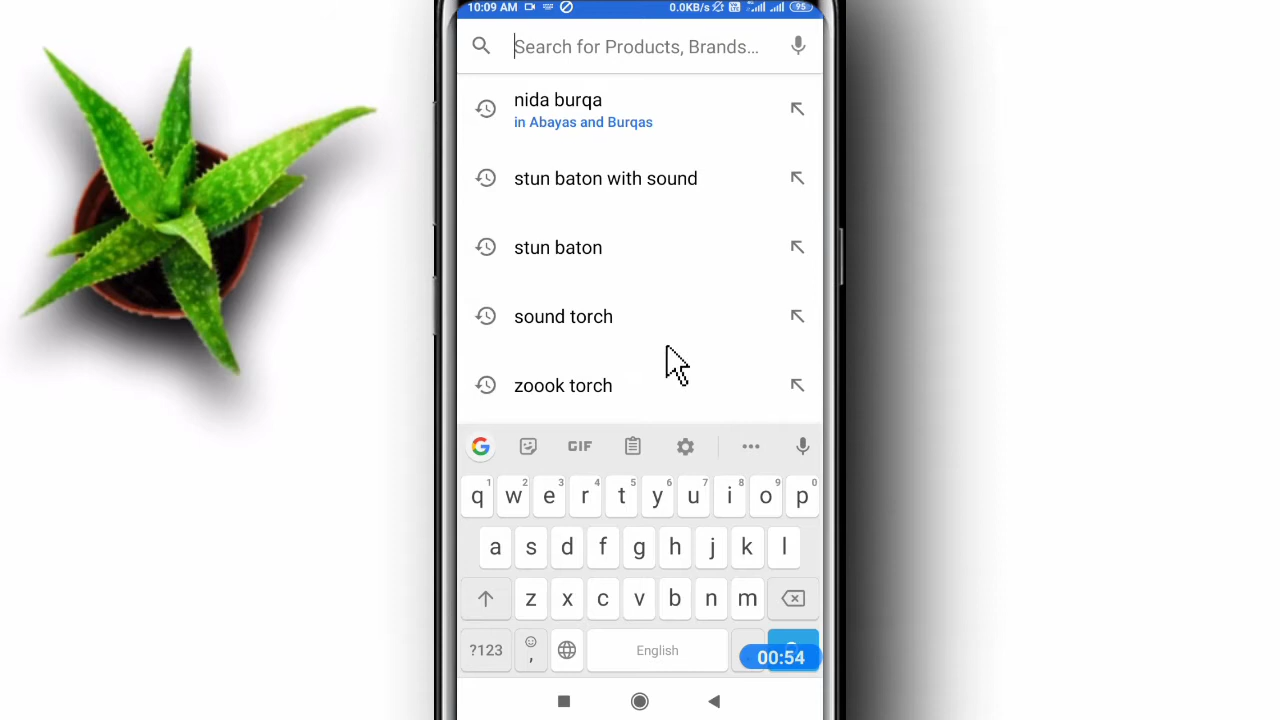 10:09 AM 0.0KB/s 95
Search for Products, Brands...
nida burqa
in Abayas and Burqas
stun baton with sound
stun baton
sound torch
zoook torch
G GIF
1 2 3 4 5 6 7 8 9 0
q w e r t y u i o p
a s d f g h j k l
z x c v b n m
?123 , English
00:54